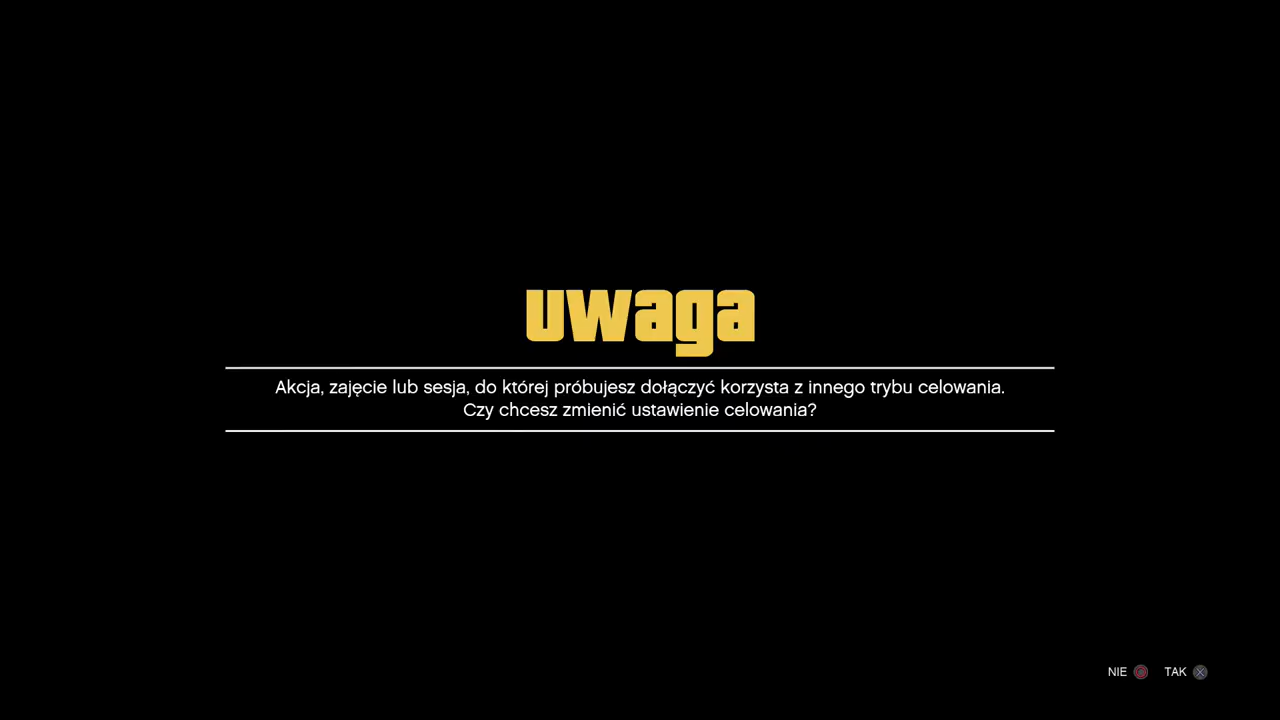 uwaga
Akcja, zajęcie lub sesja, do której próbujesz dołączyć korzysta z innego trybu celowania.
Czy chcesz zmienić ustawienie celowania?
NIE TAK